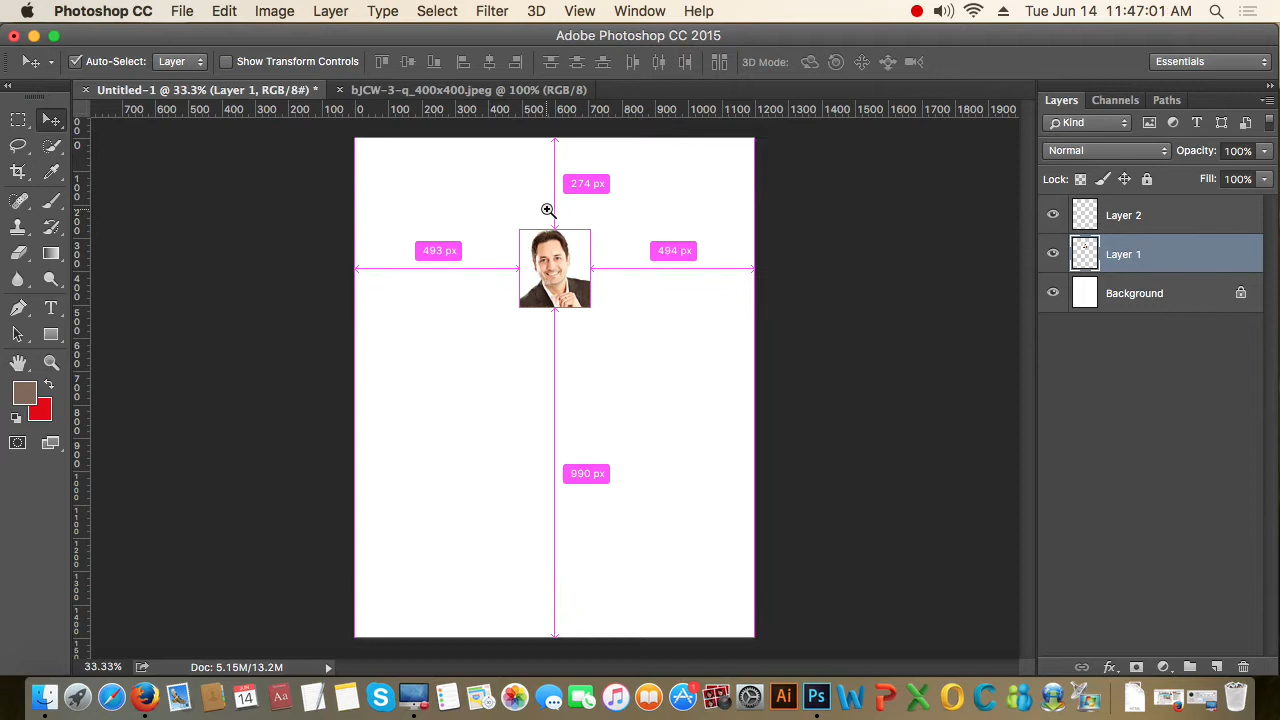 Photoshop CC File Edit Image Layer Type Select Filter 3D View Window Help Tue Jun 14 11:47:01 AM
Adobe Photoshop CC 2015
Auto-Select: Layer Show Transform Controls 3D Mode: Essentials
Untitled-1 @ 33.3% (Layer 1, RGB/8#) * bJCW-3-q_400x400.jpeg @ 100% (RGB/8)
700 600 500 400 300 200 100 0 100 200 300 400 500 600 700 800 900 1000 1100 1200 1300 1400 1500 1600 1700 1800 1900
Layers Channels Paths
Kind
Normal Opacity: 100%
Lock: Fill: 100%
Layer 2
Layer 1
Background
274 px
493 px 494 px
990 px
33.33% Doc: 5.15M/13.2M
JUN
14
Aa
Ai
Ps